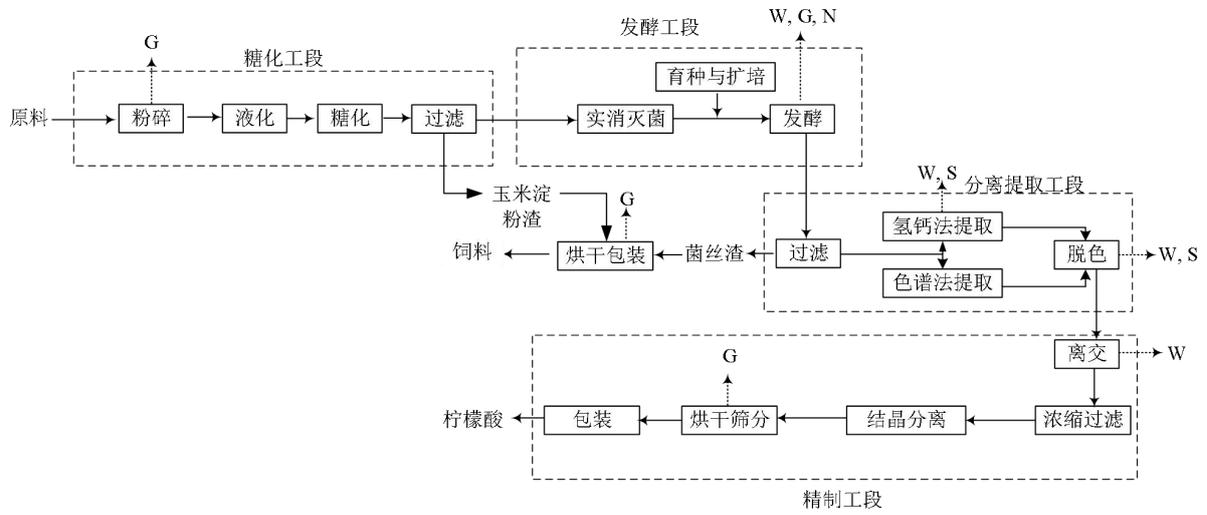 W, G, N
发酵工段
G
糖化工段
育种与扩培
原料
粉碎
液化
糖化
过滤
实消灭菌
发酵
W, S
分离提取工段
玉米淀
粉渣
G
氢钙法提取
饲料
烘干包装
菌丝渣
过滤
脱色
W, S
色谱法提取
离交
W
G
柠檬酸
包装
烘干筛分
结晶分离
浓缩过滤
精制工段